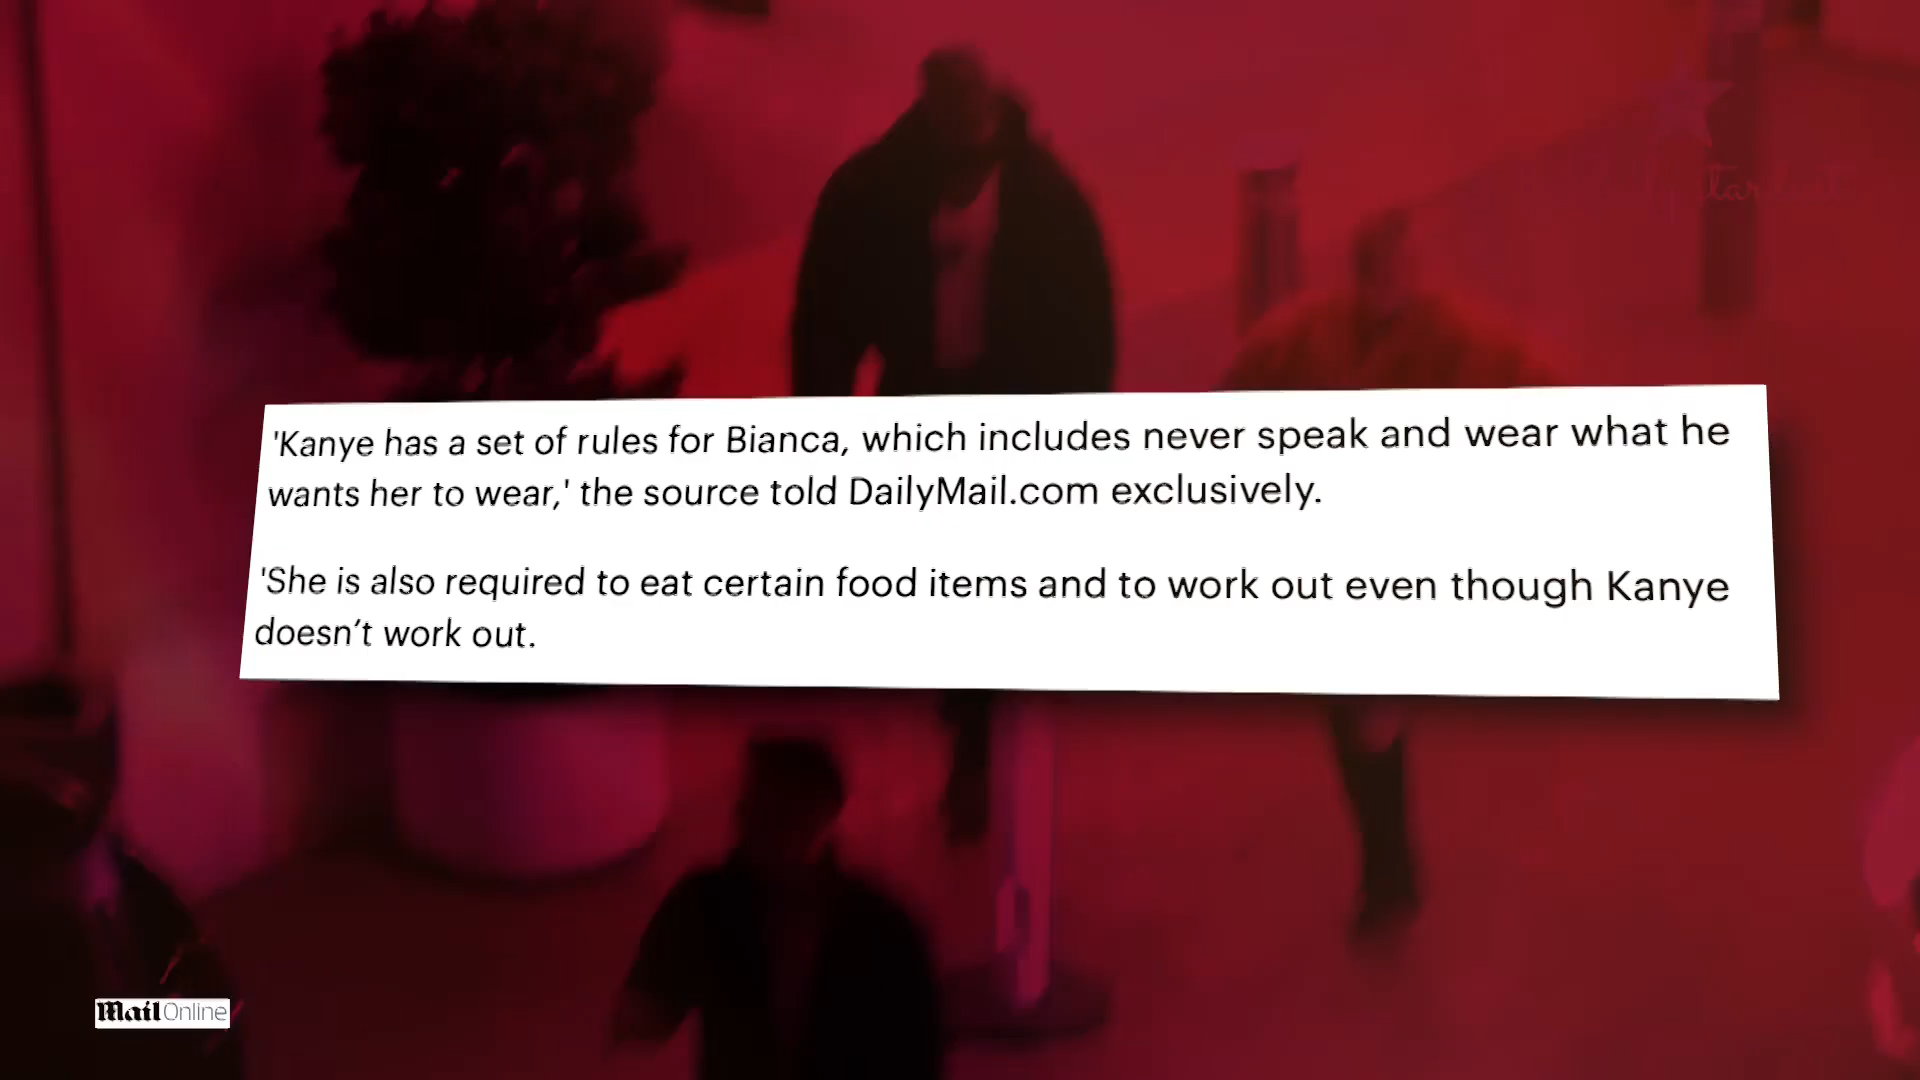 'Kanye has a set of rules for Bianca, which includes never speak and wear what he
wants her to wear,' the source told DailyMail.com exclusively.
'She is also required to eat certain food items and to work out even though Kanye
doesn’t work out.
Mail Online